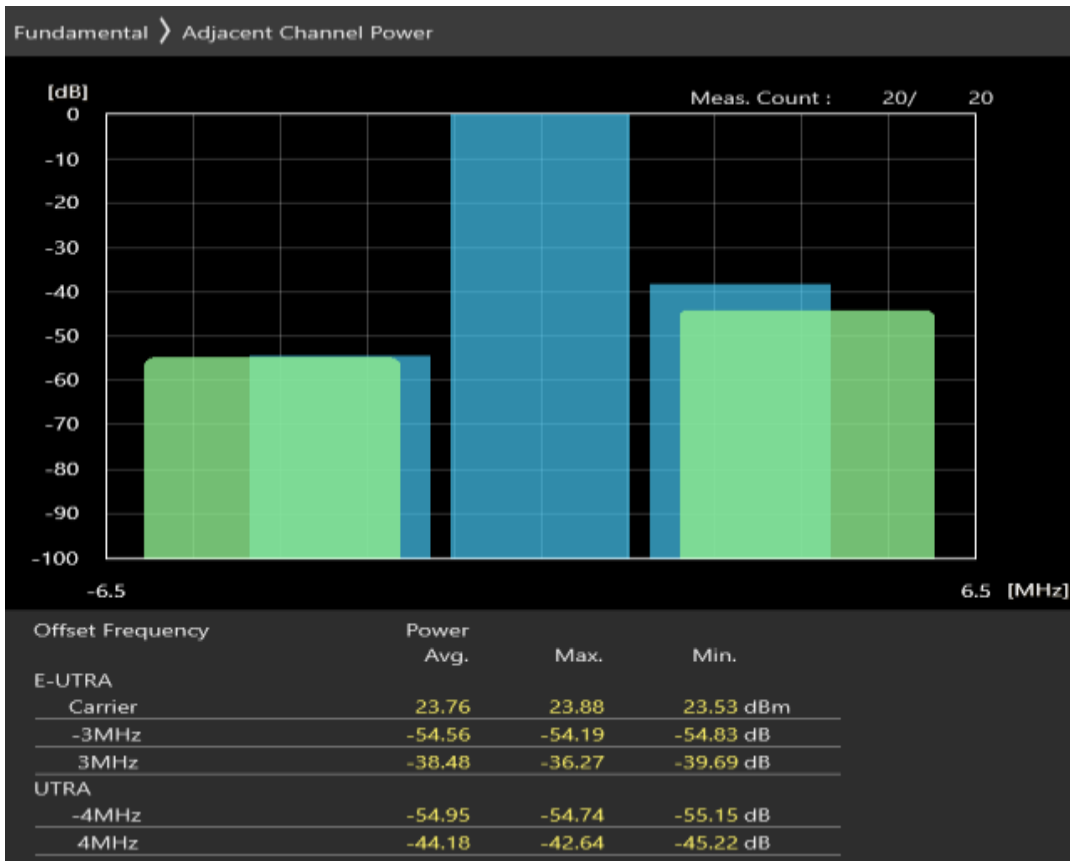 Fundamental 〉 Adjacent Channel Power
[dB]
Meas. Count : 20/ 20
0
-10
-20
-30
-40
-50
-60
-70
-80
-90
-100
-6.5 6.5 [MHz]
Offset Frequency Power
Avg. Max. Min.
E-UTRA
Carrier 23.76 23.88 23.53 dBm
-3MHz -54.56 -54.19 -54.83 dB
3MHz -38.48 -36.27 -39.69 dB
UTRA
-4MHz -54.95 -54.74 -55.15 dB
4MHz -44.18 -42.64 -45.22 dB